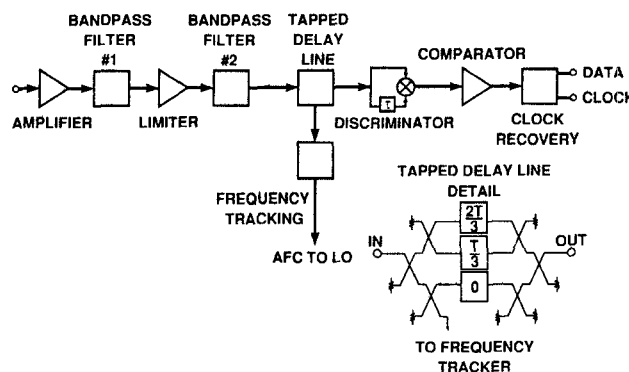 BANDPASS
FILTER
#1
BANDPASS
FILTER
#2
TAPPED
DELAY
LINE
COMPARATOR
DATA
CLOCK
AMPLIFIER
LIMITER
τ
DISCRIMINATOR
CLOCK
RECOVERY
FREQUENCY
TRACKING
AFC TO LO
TAPPED DELAY LINE
DETAIL
2T
3
T
3
0
IN
OUT
TO FREQUENCY
TRACKER